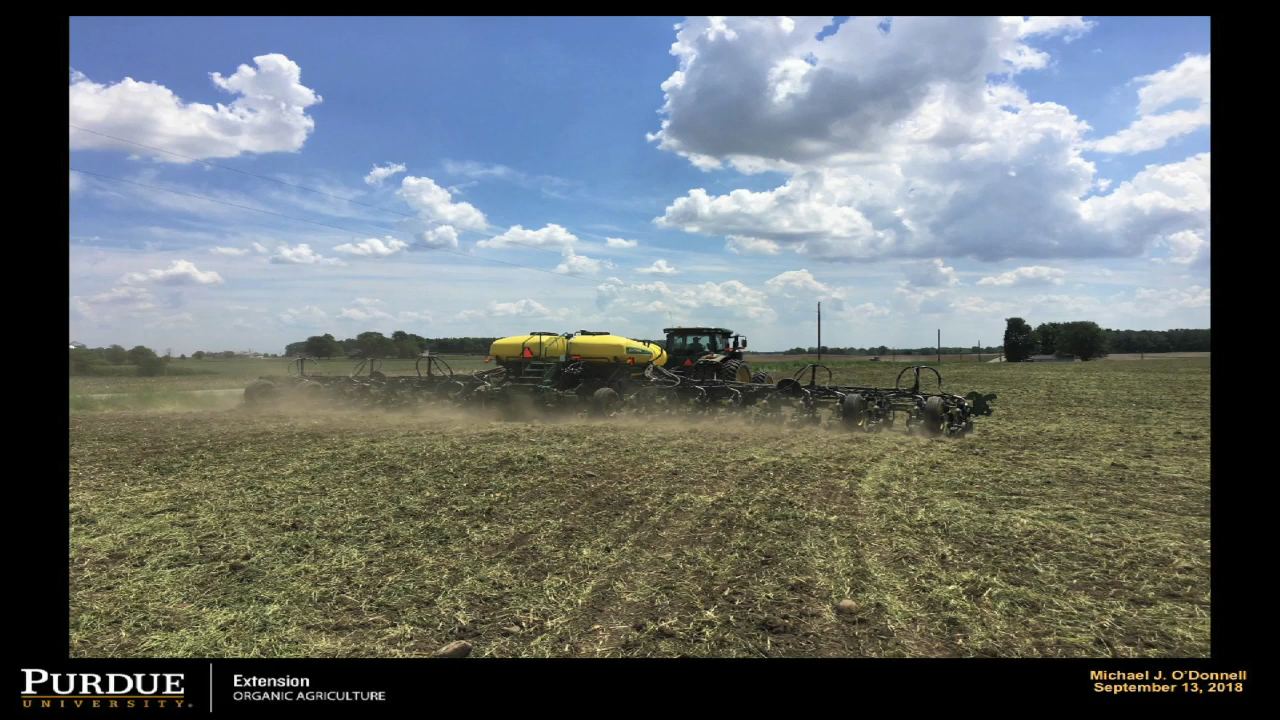 PURDUE
UNIVERSITY
Extension
ORGANIC AGRICULTURE
Michael J. O'Donnell
September 13, 2018